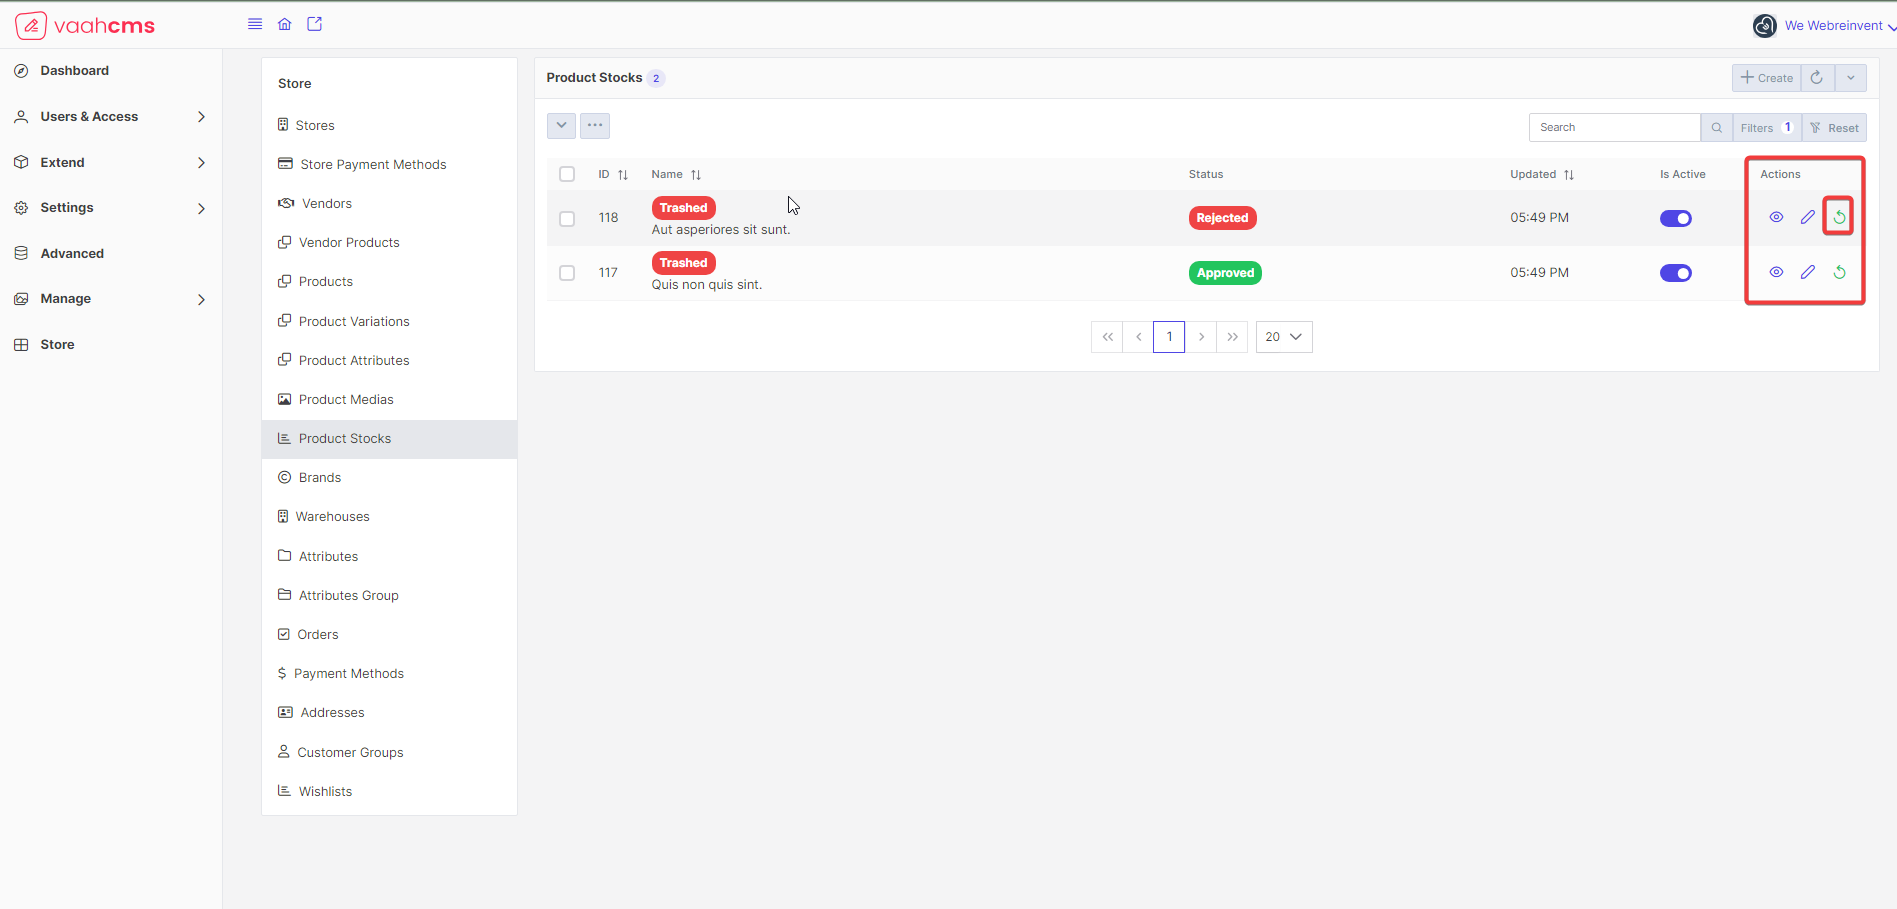 vaahcms
We Webreinvent
Dashboard
Users & Access
Extend
Settings
Advanced
Manage
Store
Store
Stores
Store Payment Methods
Vendors
Vendor Products
Products
Product Variations
Product Attributes
Product Medias
Product Stocks
Brands
Warehouses
Attributes
Attributes Group
Orders
Payment Methods
Addresses
Customer Groups
Wishlists
Product Stocks 2
Create
Search
Filters 1
Reset
ID Name Status Updated Is Active Actions
118 Trashed Rejected 05:49 PM
Aut asperiores sit sunt.
117 Trashed Approved 05:49 PM
Quis non quis sint.
1 20